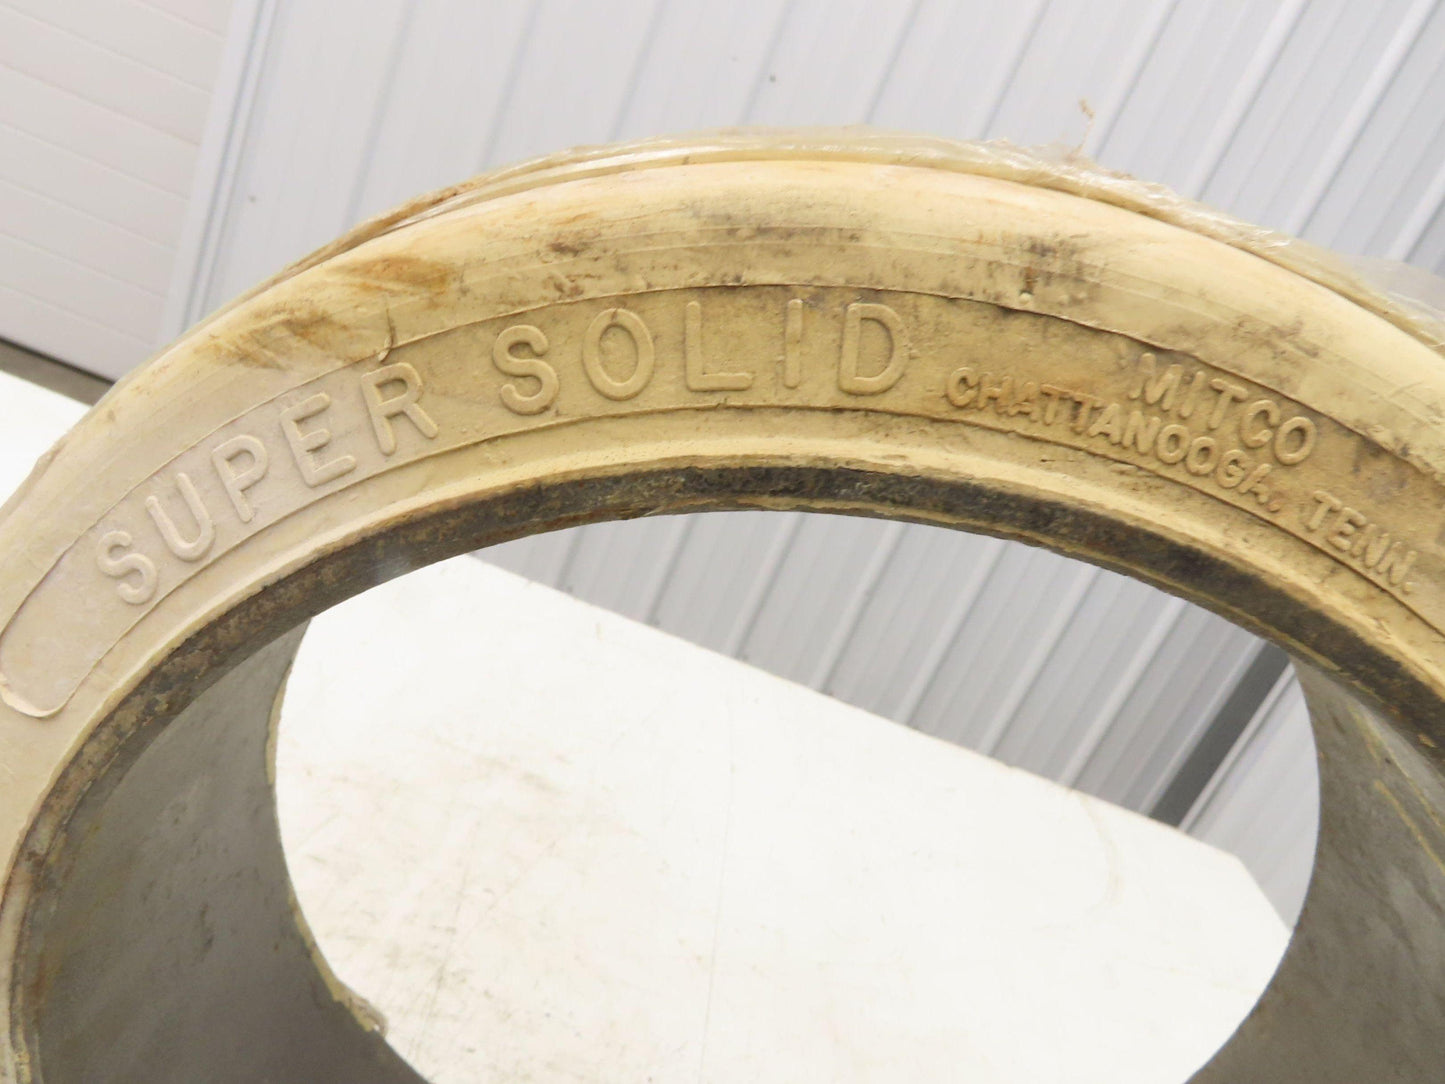 SUPER SOLID
MITCO
CHATTANOOGA, TENN.